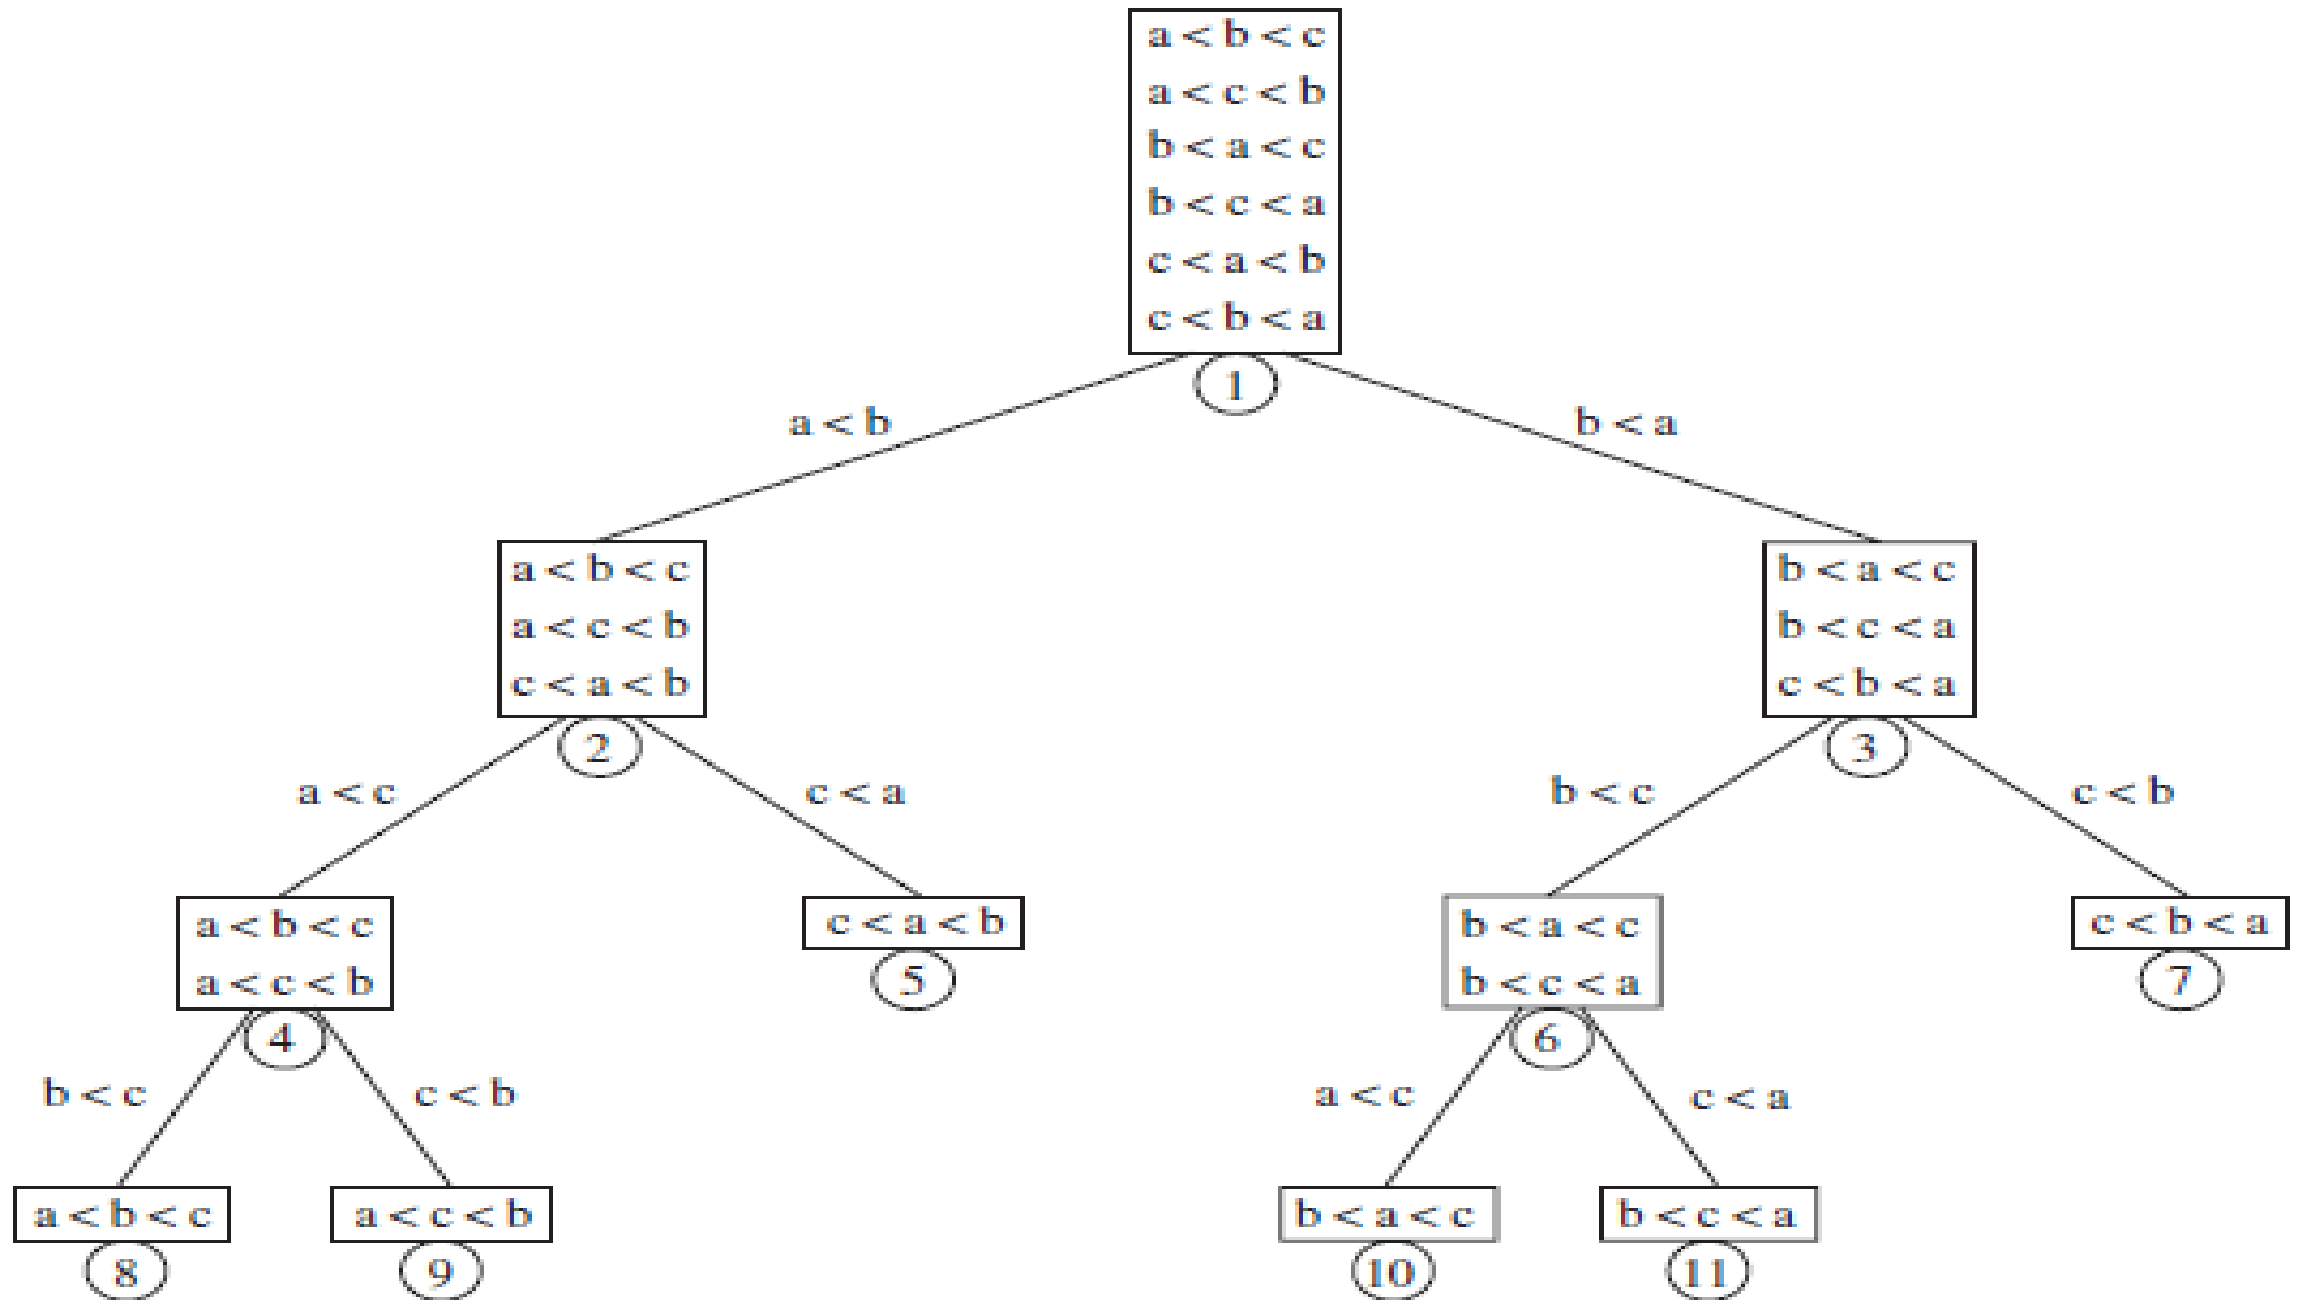 a < b < c
a < c < b
b < a < c
b < c < a
c < a < b
c < b < a
1
a < b
b < a
a < b < c
a < c < b
c < a < b
2
b < a < c
b < c < a
c < b < a
3
a < c
c < a
b < c
c < b
a < b < c
a < c < b
4
c < a < b
5
b < a < c
b < c < a
6
c < b < a
7
b < c
c < b
a < c
c < a
a < b < c
8
a < c < b
9
b < a < c
10
b < c < a
11